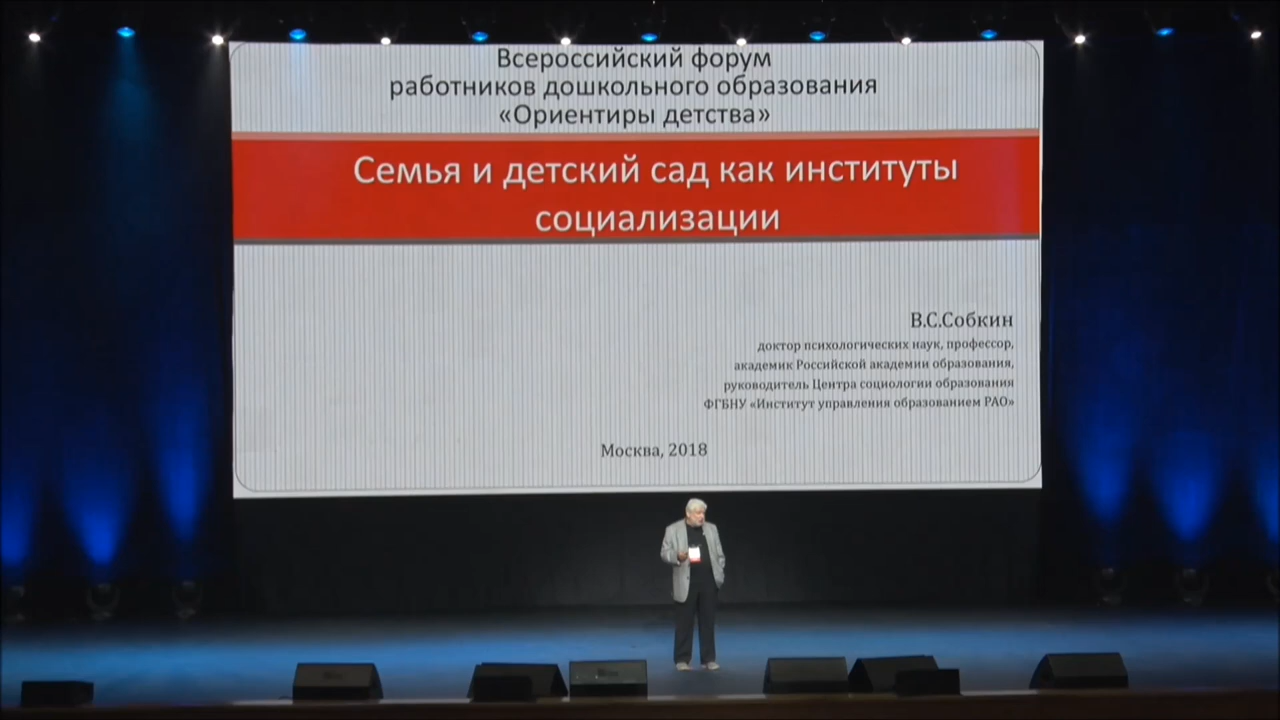 Всероссийский форум
работников дошкольного образования
«Ориентиры детства»
Семья и детский сад как институты
социализации
В.С.Собкин
доктор психологических наук, профессор,
академик Российской академии образования,
руководитель Центра социологии образования
ФГБНУ «Институт управления образованием РАО»
Москва, 2018